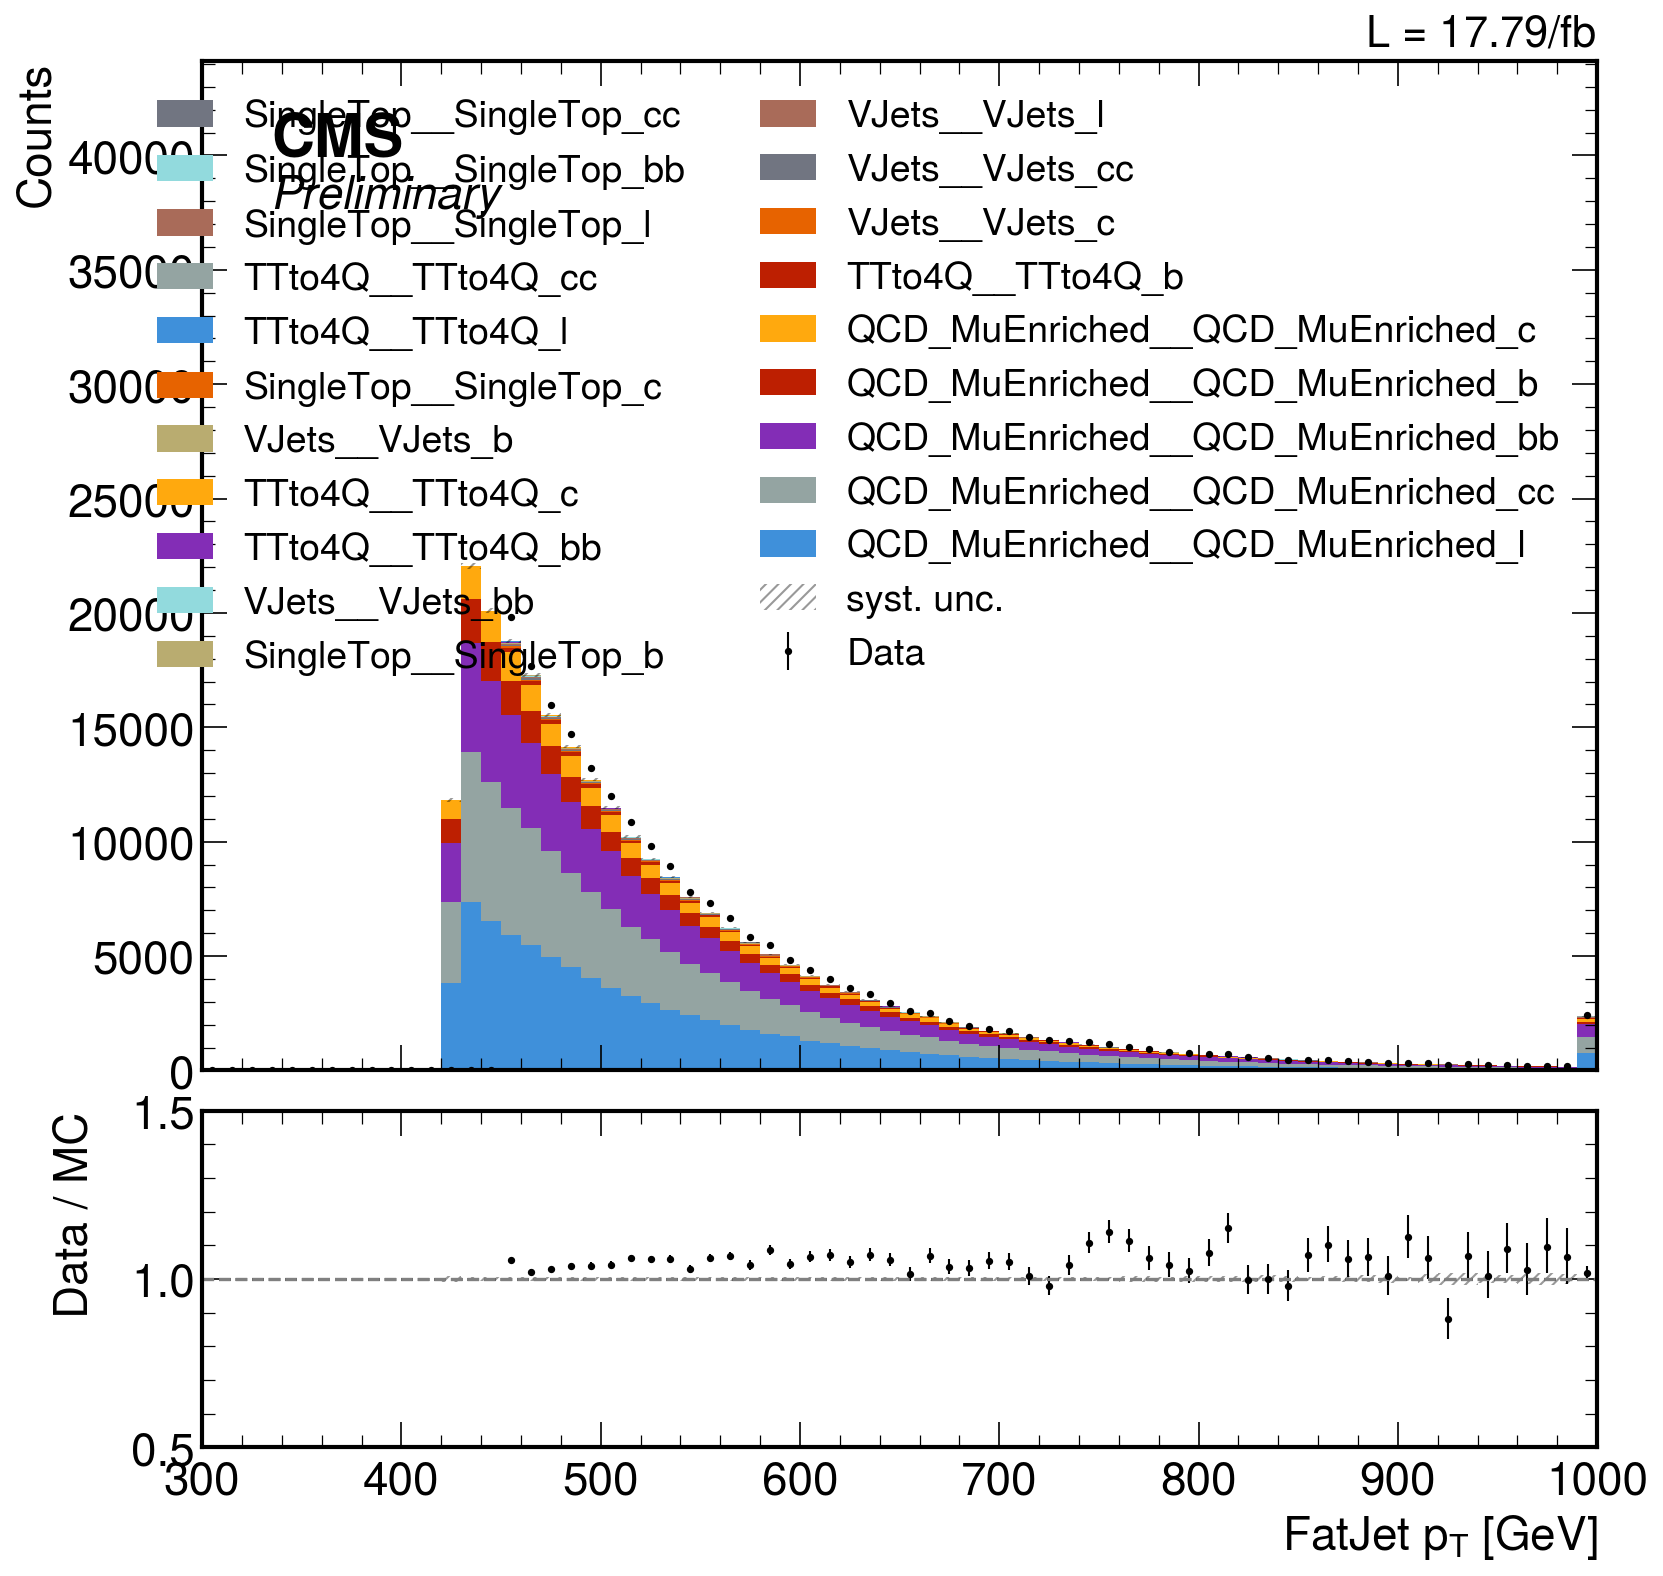 L = 17.79/fb
Counts
CMS
Preliminary
SingleTop__SingleTop_cc
SingleTop__SingleTop_bb
SingleTop__SingleTop_l
TTto4Q__TTto4Q_cc
TTto4Q__TTto4Q_l
SingleTop__SingleTop_c
VJets__VJets_b
TTto4Q__TTto4Q_c
TTto4Q__TTto4Q_bb
VJets__VJets_bb
SingleTop__SingleTop_b
VJets__VJets_l
VJets__VJets_cc
VJets__VJets_c
TTto4Q__TTto4Q_b
QCD_MuEnriched__QCD_MuEnriched_c
QCD_MuEnriched__QCD_MuEnriched_b
QCD_MuEnriched__QCD_MuEnriched_bb
QCD_MuEnriched__QCD_MuEnriched_cc
QCD_MuEnriched__QCD_MuEnriched_l
syst. unc.
Data
40000
35000
30000
25000
20000
15000
10000
5000
0
Data / MC
1.5
1.0
0.5
300 400 500 600 700 800 900 1000
FatJet p_T [GeV]